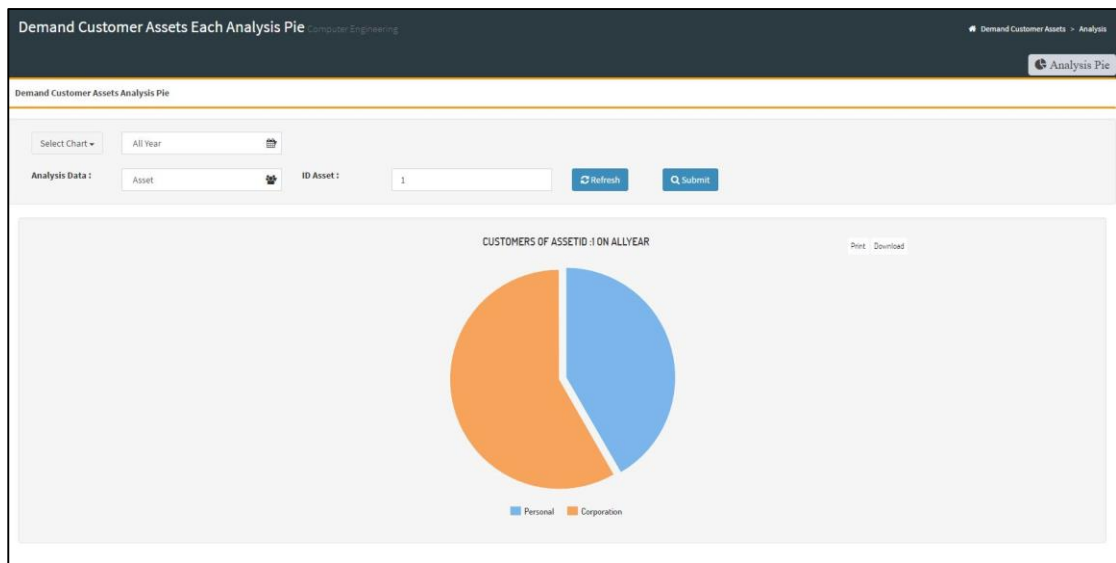 Demand Customer Assets Each Analysis Pie Computer Engineering
Demand Customer Assets > Analysis
Analysis Pie
Demand Customer Assets Analysis Pie
Select Chart All Year
Analysis Data : Asset ID Asset : 1 Refresh Submit
CUSTOMERS OF ASSETID :1 ON ALLYEAR
Print Download
Personal Corporation